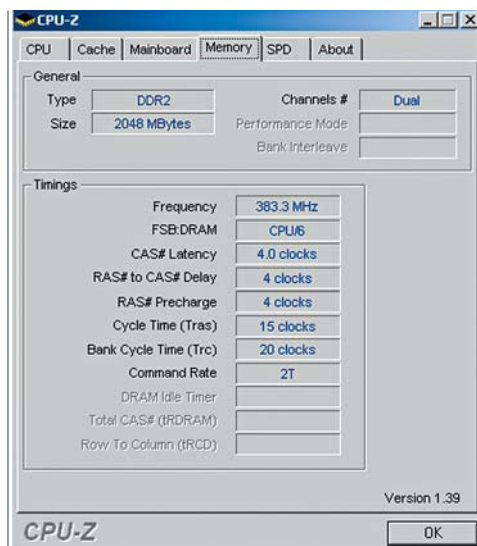 CPU-Z
CPU Cache Mainboard Memory SPD About
General
Type DDR2 Channels # Dual
Size 2048 MBytes Performance Mode
Bank Interleave
Timings
Frequency 383.3 MHz
FSB:DRAM CPU/6
CAS# Latency 4.0 clocks
RAS# to CAS# Delay 4 clocks
RAS# Precharge 4 clocks
Cycle Time (Tras) 15 clocks
Bank Cycle Time (Trc) 20 clocks
Command Rate 2T
DRAM Idle Timer
Total CAS# (tRDRAM)
Row To Column (tRCD)
Version 1.39
CPU-Z OK